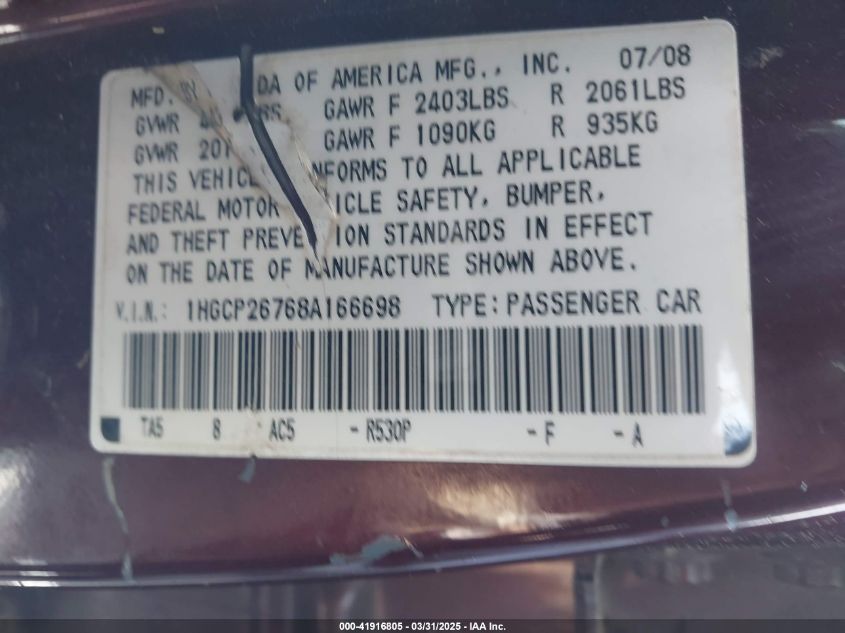 MFD. DA OF AMERICA MFG., INC. 07/08
GVWR GAWR F 2403LBS R 2061LBS
GVWR GAWR F 1090KG R 935KG
THIS VEHIC NFORMS TO ALL APPLICABLE
FEDERAL MOTOR ICLE SAFETY, BUMPER,
AND THEFT PREVE ION STANDARDS IN EFFECT
ON THE DATE OF MANUFACTURE SHOWN ABOVE.
V.I.N.: 1HGCP26768A166698 TYPE: PASSENGER CAR
TA5 8 AC5 - R530P - F - A
000-41916805 - 03/31/2025 - IAA Inc.